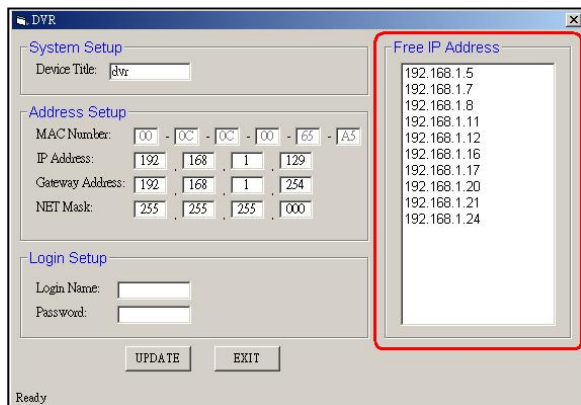 DVR
System Setup
Device Title: dvr
Address Setup
MAC Number: 00 - 0C - 0C - 00 - 65 - A5
IP Address: 192 . 168 . 1 . 129
Gateway Address: 192 . 168 . 1 . 254
NET Mask: 255 . 255 . 255 . 000
Login Setup
Login Name:
Password:
UPDATE EXIT
Ready
Free IP Address
192.168.1.5
192.168.1.7
192.168.1.8
192.168.1.11
192.168.1.12
192.168.1.16
192.168.1.17
192.168.1.20
192.168.1.21
192.168.1.24